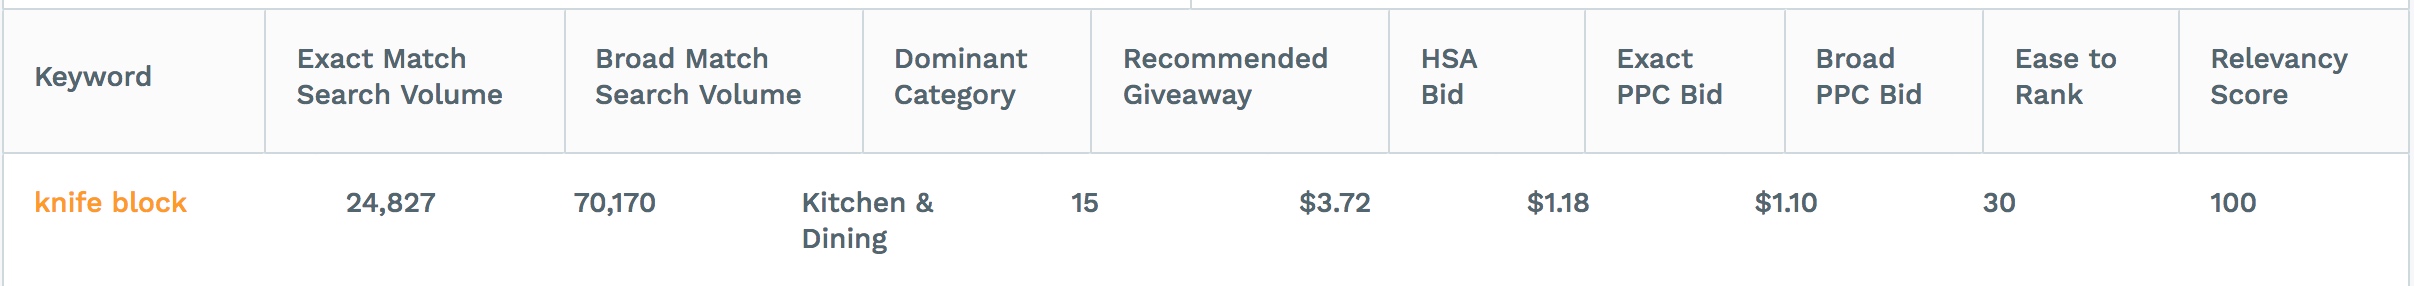 Keyword
Exact Match
Search Volume
Broad Match
Search Volume
Dominant
Category
Recommended
Giveaway
HSA
Bid
Exact
PPC Bid
Broad
PPC Bid
Ease to
Rank
Relevancy
Score
knife block
24,827
70,170
Kitchen &
Dining
15
$3.72
$1.18
$1.10
30
100